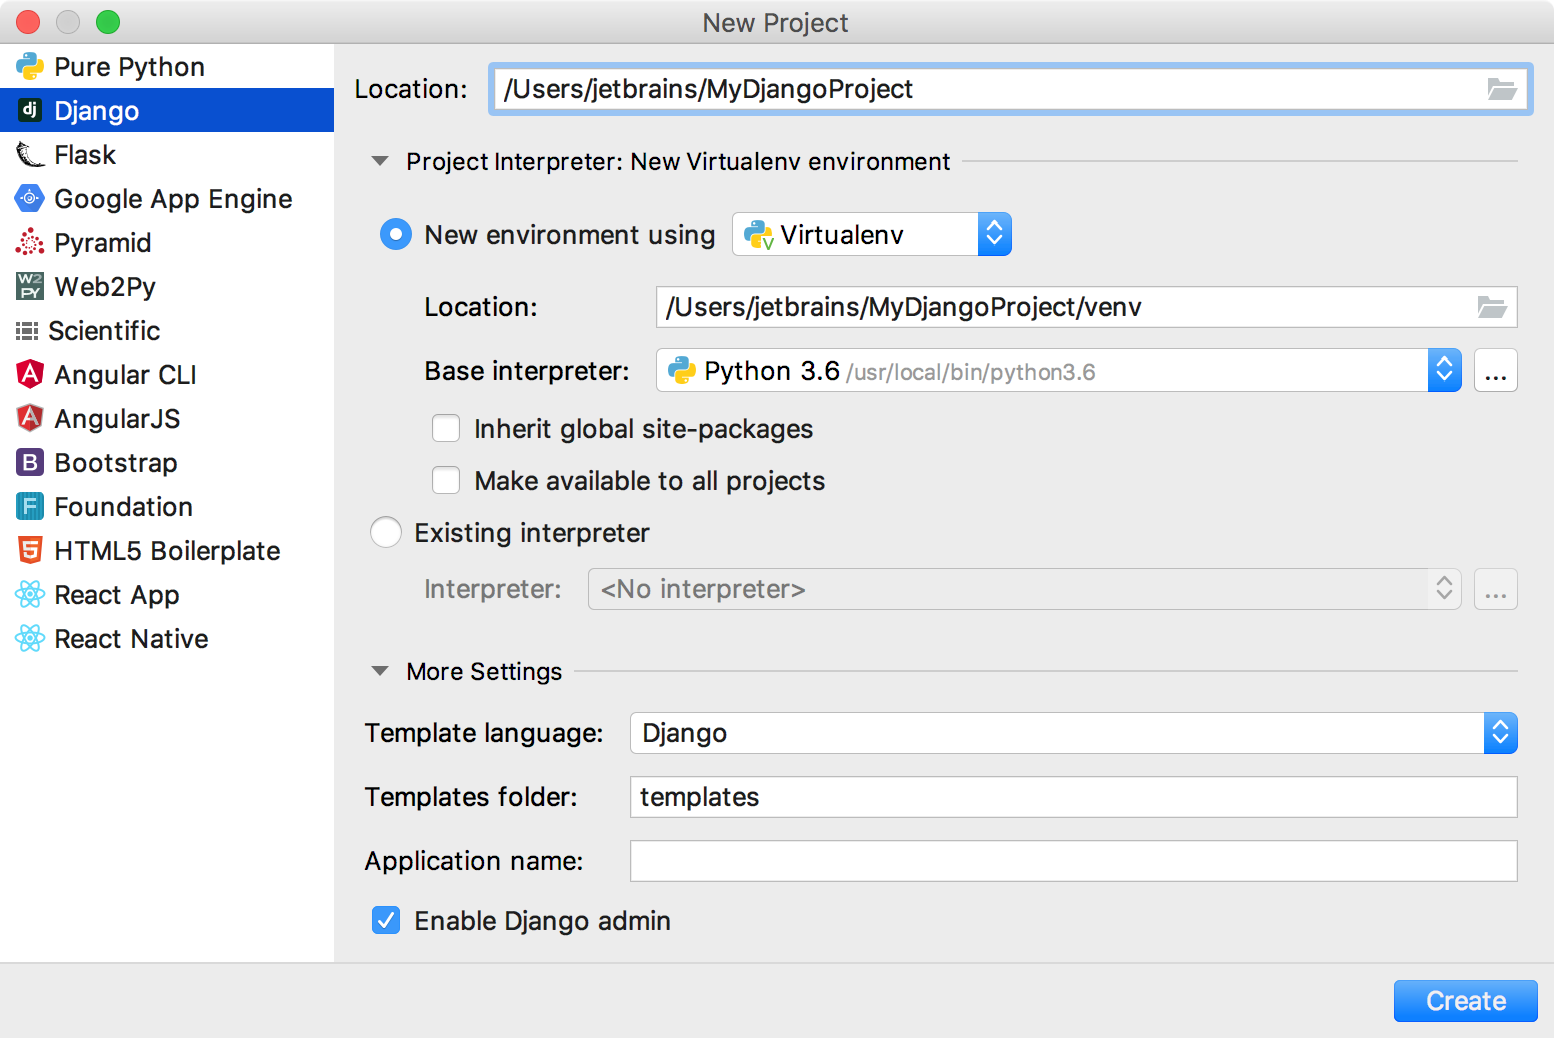 New Project
Pure Python
dj Django
Flask
Google App Engine
Pyramid
W2 PY Web2Py
Scientific
A Angular CLI
A AngularJS
B Bootstrap
F Foundation
5 HTML5 Boilerplate
React App
React Native
Location: /Users/jetbrains/MyDjangoProject
Project Interpreter: New Virtualenv environment
New environment using V Virtualenv
Location: /Users/jetbrains/MyDjangoProject/venv
Base interpreter: Python 3.6 /usr/local/bin/python3.6 ...
Inherit global site-packages
Make available to all projects
Existing interpreter
Interpreter: <No interpreter> ...
More Settings
Template language: Django
Templates folder: templates
Application name:
Enable Django admin
Create